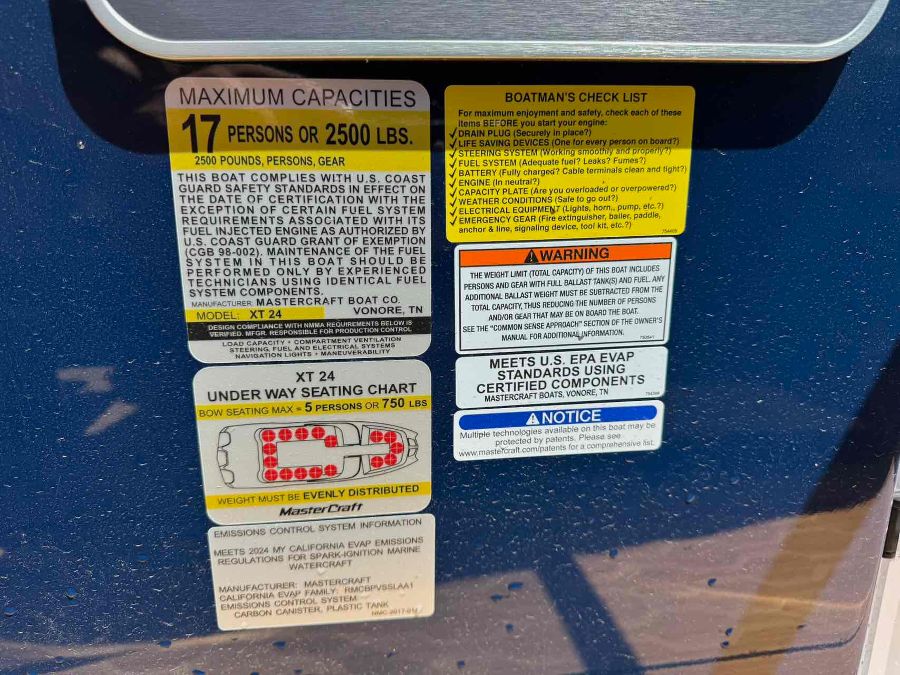 MAXIMUM CAPACITIES
17 PERSONS OR 2500 LBS.
2500 POUNDS, PERSONS, GEAR
THIS BOAT COMPLIES WITH U.S. COAST
GUARD SAFETY STANDARDS IN EFFECT ON
THE DATE OF CERTIFICATION WITH THE
EXCEPTION OF CERTAIN FUEL SYSTEM
REQUIREMENTS ASSOCIATED WITH ITS
FUEL INJECTED ENGINE AS AUTHORIZED BY
U.S. COAST GUARD GRANT OF EXEMPTION
(CGB 98-002). MAINTENANCE OF THE FUEL
SYSTEM IN THIS BOAT SHOULD BE
PERFORMED ONLY BY EXPERIENCED
TECHNICIANS USING IDENTICAL FUEL
SYSTEM COMPONENTS.
MANUFACTURER: MASTERCRAFT BOAT CO.
MODEL: XT 24 VONORE, TN
DESIGN COMPLIANCE WITH NMMA REQUIREMENTS BELOW IS
VERIFIED. MFGR. RESPONSIBLE FOR PRODUCTION CONTROL
LOAD CAPACITY • COMPARTMENT VENTILATION
STEERING, FUEL AND ELECTRICAL SYSTEMS
NAVIGATION LIGHTS • MANEUVERABILITY
XT 24
UNDER WAY SEATING CHART
BOW SEATING MAX = 5 PERSONS OR 750 LBS
WEIGHT MUST BE EVENLY DISTRIBUTED
MasterCraft
EMISSIONS CONTROL SYSTEM INFORMATION
MEETS 2024 MY CALIFORNIA EVAP EMISSIONS
REGULATIONS FOR SPARK-IGNITION MARINE
WATERCRAFT
MANUFACTURER: MASTERCRAFT
CALIFORNIA EVAP FAMILY: RMCBPVSSLAA1
EMISSIONS CONTROL SYSTEM
CARBON CANISTER, PLASTIC TANK
BOATMAN'S CHECK LIST
For maximum enjoyment and safety, check each of these
items BEFORE you start your engine:
✓ DRAIN PLUG (Securely in place?)
✓ LIFE SAVING DEVICES (One for every person on board?)
✓ STEERING SYSTEM (Working smoothly and properly?)
✓ FUEL SYSTEM (Adequate fuel? Leaks? Fumes?)
✓ BATTERY (Fully charged? Cable terminals clean and tight?)
✓ ENGINE (In neutral?)
✓ CAPACITY PLATE (Are you overloaded or overpowered?)
✓ WEATHER CONDITIONS (Safe to go out?)
✓ ELECTRICAL EQUIPMENT (Lights, horn,, pump, etc.?)
✓ EMERGENCY GEAR (Fire extinguisher, bailer, paddle,
anchor & line, signaling device, tool kit, etc.?)
WARNING
THE WEIGHT LIMIT (TOTAL CAPACITY) OF THIS BOAT INCLUDES
PERSONS AND GEAR WITH FULL BALLAST TANK(S) AND FUEL. ANY
ADDITIONAL BALLAST WEIGHT MUST BE SUBTRACTED FROM THE
TOTAL CAPACITY, THUS REDUCING THE NUMBER OF PERSONS
AND/OR GEAR THAT MAY BE ON BOARD THE BOAT.
SEE THE "COMMON SENSE APPROACH" SECTION OF THE OWNER'S
MANUAL FOR ADDITIONAL INFORMATION.
MEETS U.S. EPA EVAP
STANDARDS USING
CERTIFIED COMPONENTS
MASTERCRAFT BOATS, VONORE, TN
NOTICE
Multiple technologies available on this boat may be
protected by patents. Please see
www.mastercraft.com/patents for a comprehensive list.